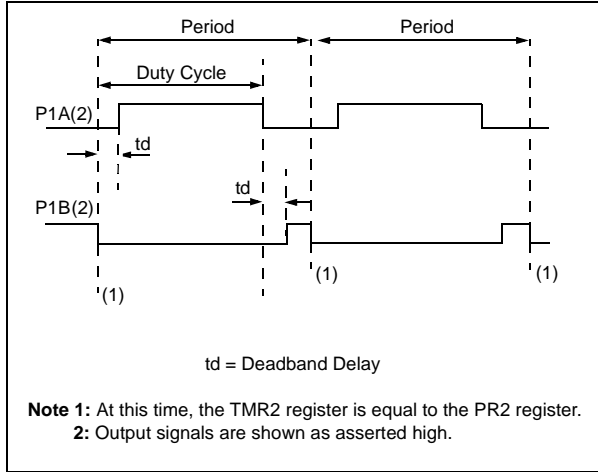 Period Period
Duty Cycle
P1A(2)
td
td
P1B(2)
(1) (1) (1)
td = Deadband Delay
Note 1: At this time, the TMR2 register is equal to the PR2 register.
2: Output signals are shown as asserted high.